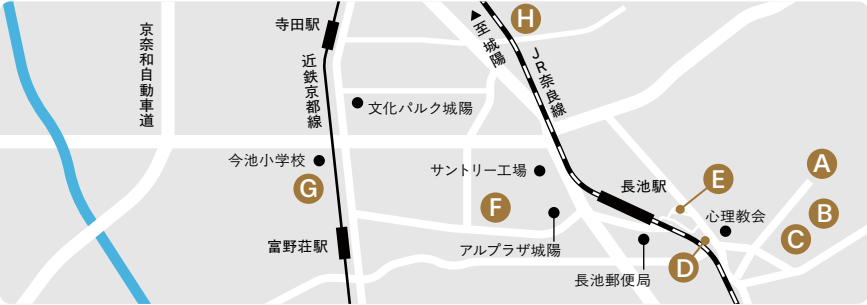 寺田駅
京奈和自動車道
近鉄京都線
文化パルク城陽
今池小学校
G
富野荘駅
▲至城陽
H
JR奈良線
サントリー工場
F
アルプラザ城陽
長池駅
E
心理教会
長池郵便局
D
A
B
C